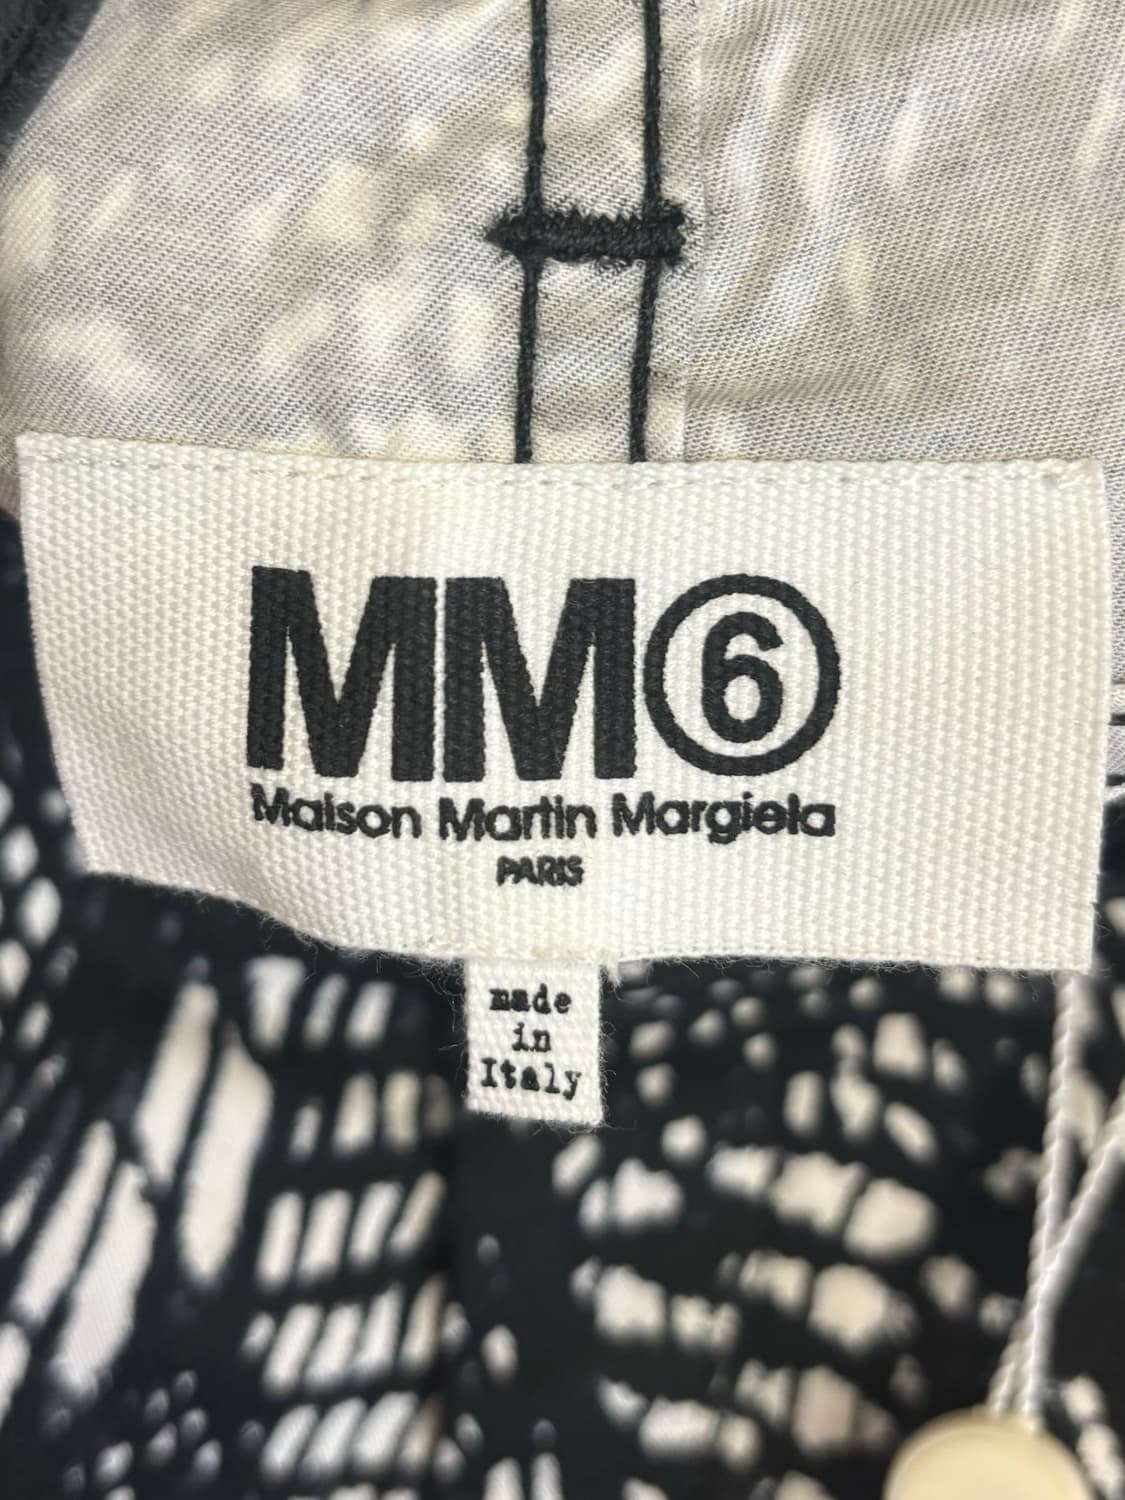 MM⑥
Maison Martin Margiela
PARIS
made
in
Italy